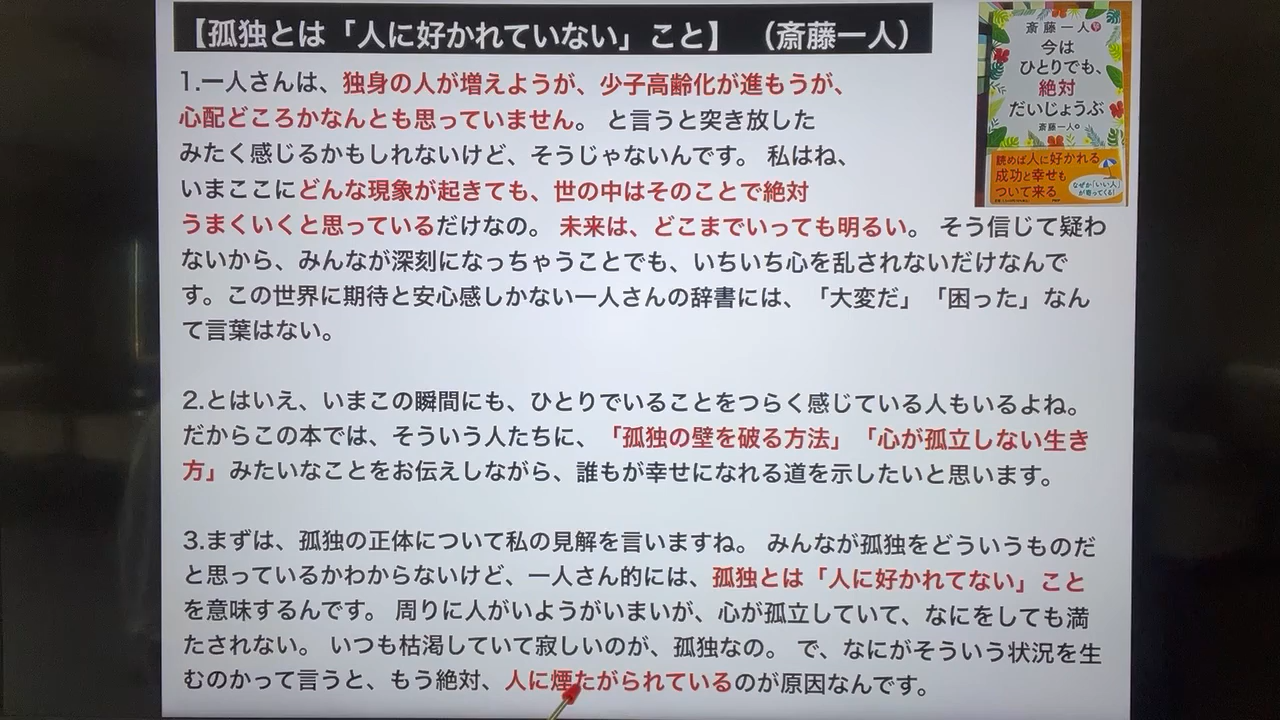 【孤独とは「人に好かれていない」こと】 （斎藤一人）
斎藤一人
今は
ひとりでも、
絶対
だいじょうぶ
斎藤一人
読めば人に好かれる
成功と幸せも
ついて来る
なぜか「いい人」
が寄ってくる!
1.一人さんは、独身の人が増えようが、少子高齢化が進もうが、
心配どころかなんとも思っていません。 と言うと突き放した
みたく感じるかもしれないけど、そうじゃないんです。 私はね、
いまここにどんな現象が起きても、世の中はそのことで絶対
うまくいくと思っているだけなの。 未来は、どこまでいっても明るい。 そう信じて疑わ
ないから、みんなが深刻になっちゃうことでも、いちいち心を乱されないだけなんで
す。この世界に期待と安心感しかない一人さんの辞書には、「大変だ」「困った」なん
て言葉はない。
2.とはいえ、いまこの瞬間にも、ひとりでいることをつらく感じている人もいるよね。
だからこの本では、そういう人たちに、「孤独の壁を破る方法」「心が孤立しない生き
方」みたいなことをお伝えしながら、誰もが幸せになれる道を示したいと思います。
3.まずは、孤独の正体について私の見解を言いますね。 みんなが孤独をどういうものだ
と思っているかわからないけど、一人さん的には、孤独とは「人に好かれてない」こと
を意味するんです。 周りに人がいようがいまいが、心が孤立していて、なにをしても満
たされない。 いつも枯渇していて寂しいのが、孤独なの。 で、なにがそういう状況を生
むのかって言うと、もう絶対、人に煙たがられているのが原因なんです。